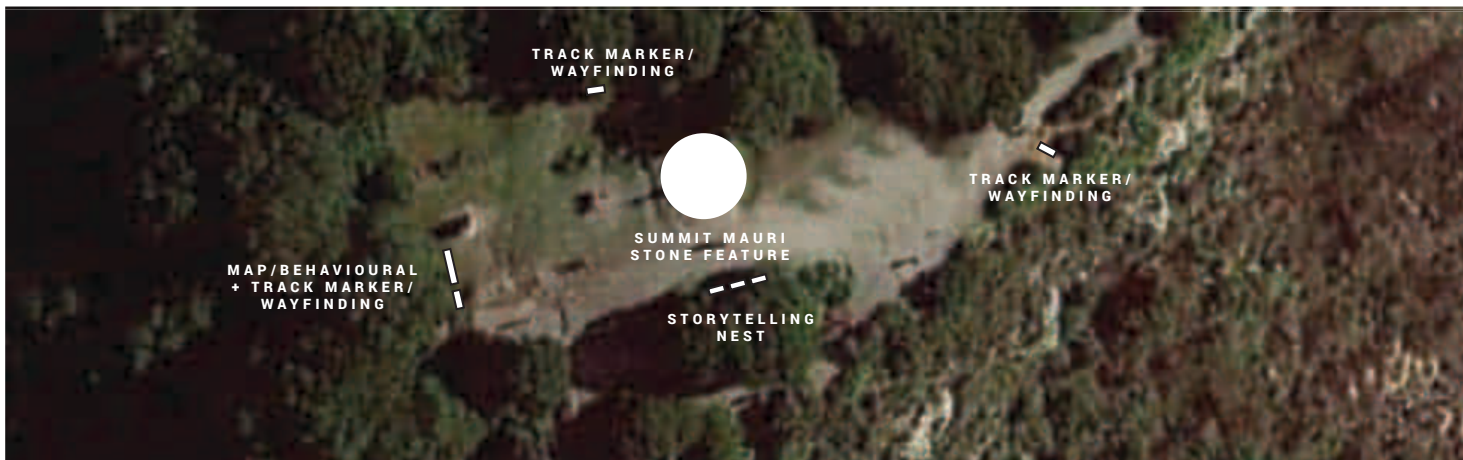 TRACK MARKER/
WAYFINDING
TRACK MARKER/
WAYFINDING
SUMMIT MAURI
STONE FEATURE
MAP/BEHAVIOURAL
+ TRACK MARKER/
WAYFINDING
STORYTELLING
NEST